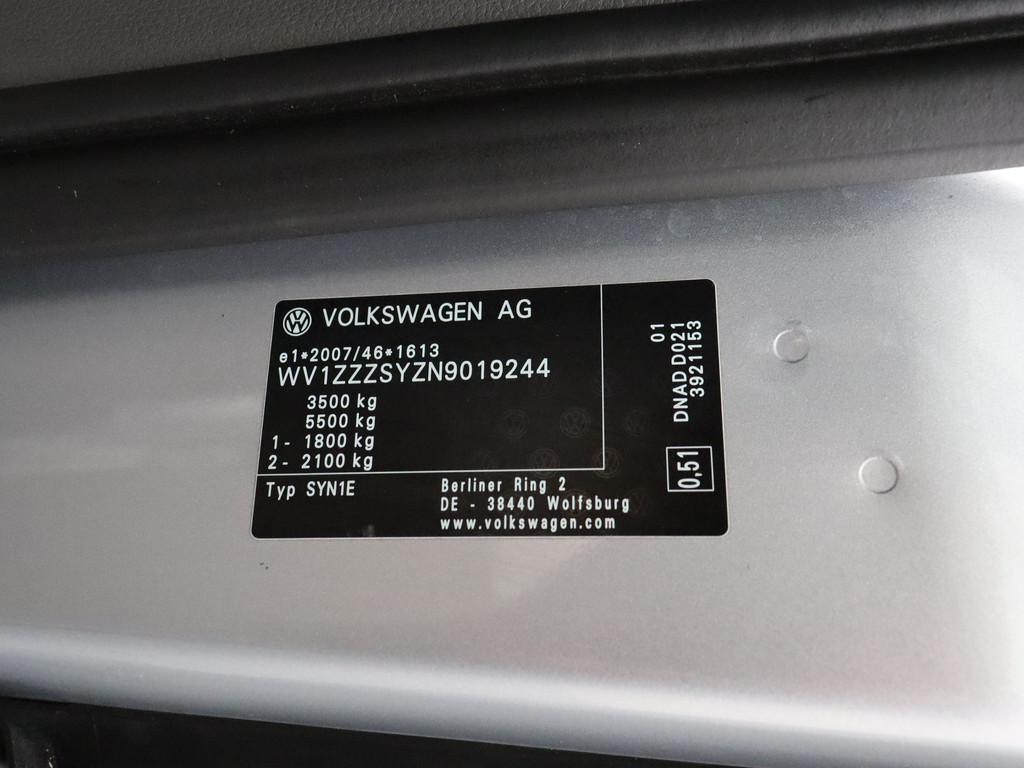 VOLKSWAGEN AG
e1*2007/46*1613
WV1ZZZSYZN9019244
3500 kg
5500 kg
1- 1800 kg
2- 2100 kg
Typ SYN1E
Berliner Ring 2
DE - 38440 Wolfsburg
www.volkswagen.com
01
DNAD D021
3921153
0,51